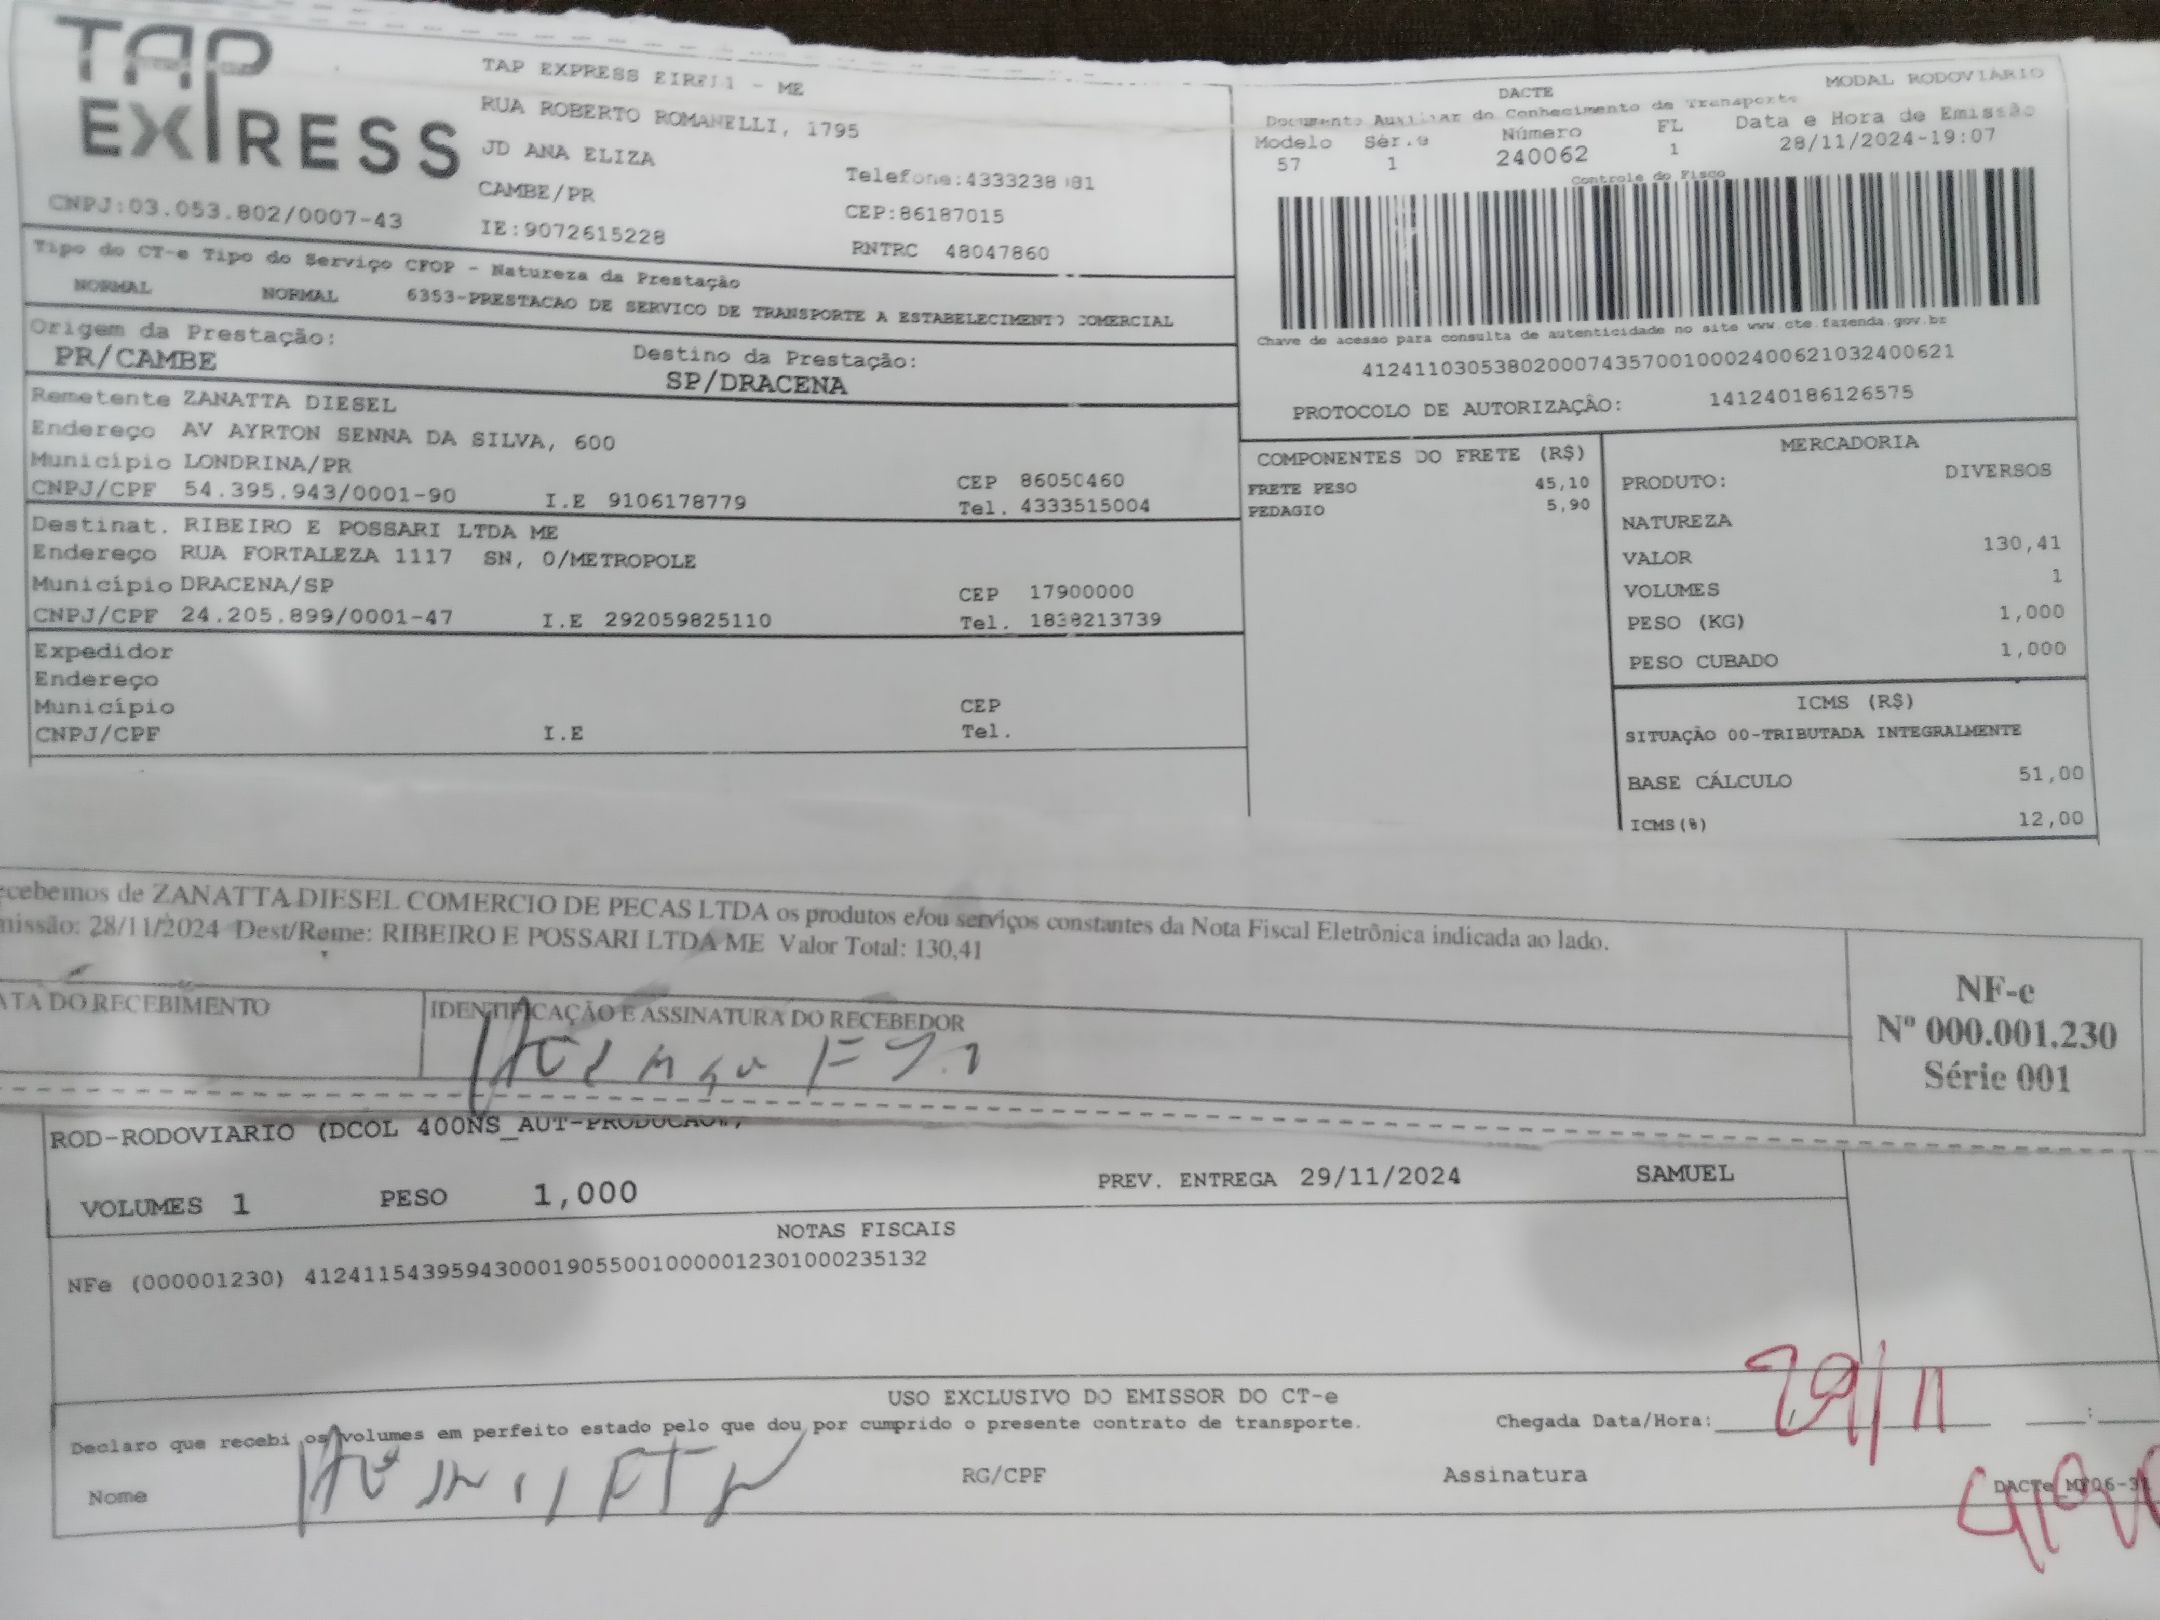 TAP
EXPRESS
CNPJ:03.053.802/0007-43
TAP EXPRESS EIRELI - ME
RUA ROBERTO ROMANELLI, 1795
JD ANA ELIZA
CAMBE/PR
IE:9072615228
CEP:86187015
RNTRC 48047860
DACTE
MODAL RODOVIÁRIO
Documento Auxiliar do Conhecimento de Transporte
Modelo Sér.e Número FL Data e Hora de Emissão
57 1 240062 1 28/11/2024-19:07
Controle do Fisco
Chave de acesso para consulta de autenticidade no site www.cte.fazenda.gov.br
41241103053802000743570010002400621032400621
PROTOCOLO DE AUTORIZAÇÃO: 141240186126575
Tipo do CT-e Tipo do Serviço CFOP - Natureza da Prestação
NORMAL NORMAL 6353-PRESTACAO DE SERVICO DE TRANSPORTE A ESTABELECIMENTO COMERCIAL
Origem da Prestação: Destino da Prestação:
PR/CAMBE SP/DRACENA
Remetente ZANATTA DIESEL
Endereço AV AYRTON SENNA DA SILVA, 600
Município LONDRINA/PR CEP 86050460
CNPJ/CPF 54.395.943/0001-90 I.E 9106178779 Tel. 4333515004
Destinat. RIBEIRO E POSSARI LTDA ME
Endereço RUA FORTALEZA 1117 SN, 0/METROPOLE
Município DRACENA/SP CEP 17900000
CNPJ/CPF 24.205.899/0001-47 I.E 292059825110 Tel. 1838213739
Expedidor
Endereço
Município CEP
CNPJ/CPF I.E Tel.
COMPONENTES DO FRETE (R$)
FRETE PESO 45,10
PEDAGIO 5,90
MERCADORIA
PRODUTO: DIVERSOS
NATUREZA
VALOR 130,41
VOLUMES 1
PESO (KG) 1,000
PESO CUBADO 1,000
ICMS (R$)
SITUAÇÃO 00-TRIBUTADA INTEGRALMENTE
BASE CÁLCULO 51,00
ICMS(%) 12,00
ecebemos de ZANATTA DIESEL COMERCIO DE PECAS LTDA os produtos e/ou serviços constantes da Nota Fiscal Eletrônica indicada ao lado.
missão: 28/11/2024 Dest/Reme: RIBEIRO E POSSARI LTDA ME Valor Total: 130,41
ATA DO RECEBIMENTO
IDENTIFICAÇÃO E ASSINATURA DO RECEBEDOR
NF-e
Nº 000.001.230
Série 001
ROD-RODOVIARIO (DCOL 400NS_AUT-PRODUCAO
VOLUMES 1 PESO 1,000 PREV. ENTREGA 29/11/2024 SAMUEL
NOTAS FISCAIS
NFe (000001230) 41241154395943000190550010000012301000235132
USO EXCLUSIVO DO EMISSOR DO CT-e
Declaro que recebi os volumes em perfeito estado pelo que dou por cumprido o presente contrato de transporte.
Chegada Data/Hora: 29/11 :
Nome RG/CPF Assinatura